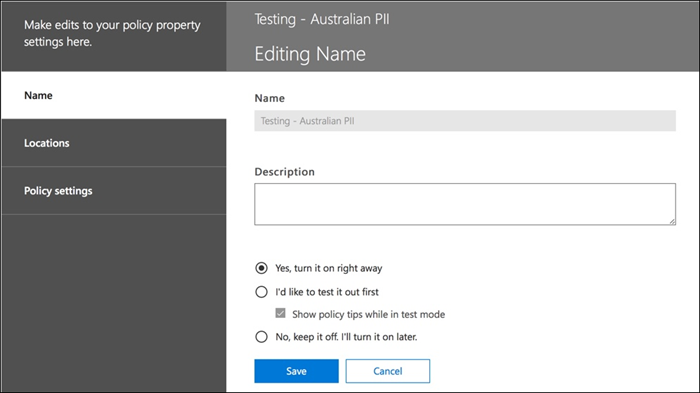 Make edits to your policy property
settings here.
Name
Locations
Policy settings
Testing - Australian PII
Editing Name
Name
Testing - Australian PII
Description
Yes, turn it on right away
I'd like to test it out first
Show policy tips while in test mode
No, keep it off. I'll turn it on later.
Save
Cancel